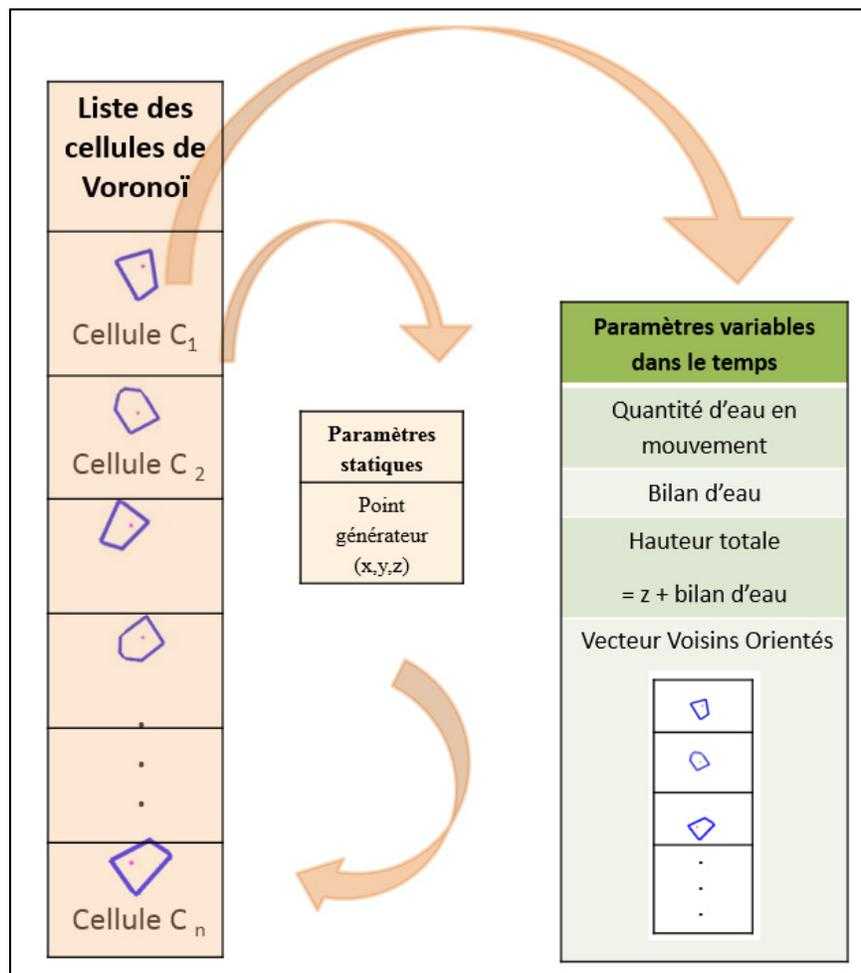 Liste des
cellules de
Voronoï
Cellule C1
Cellule C 2
.
.
.
Cellule C n
Paramètres
statiques
Point
générateur
(x,y,z)
Paramètres variables
dans le temps
Quantité d’eau en
mouvement
Bilan d’eau
Hauteur totale
= z + bilan d’eau
Vecteur Voisins Orientés
.
.
.